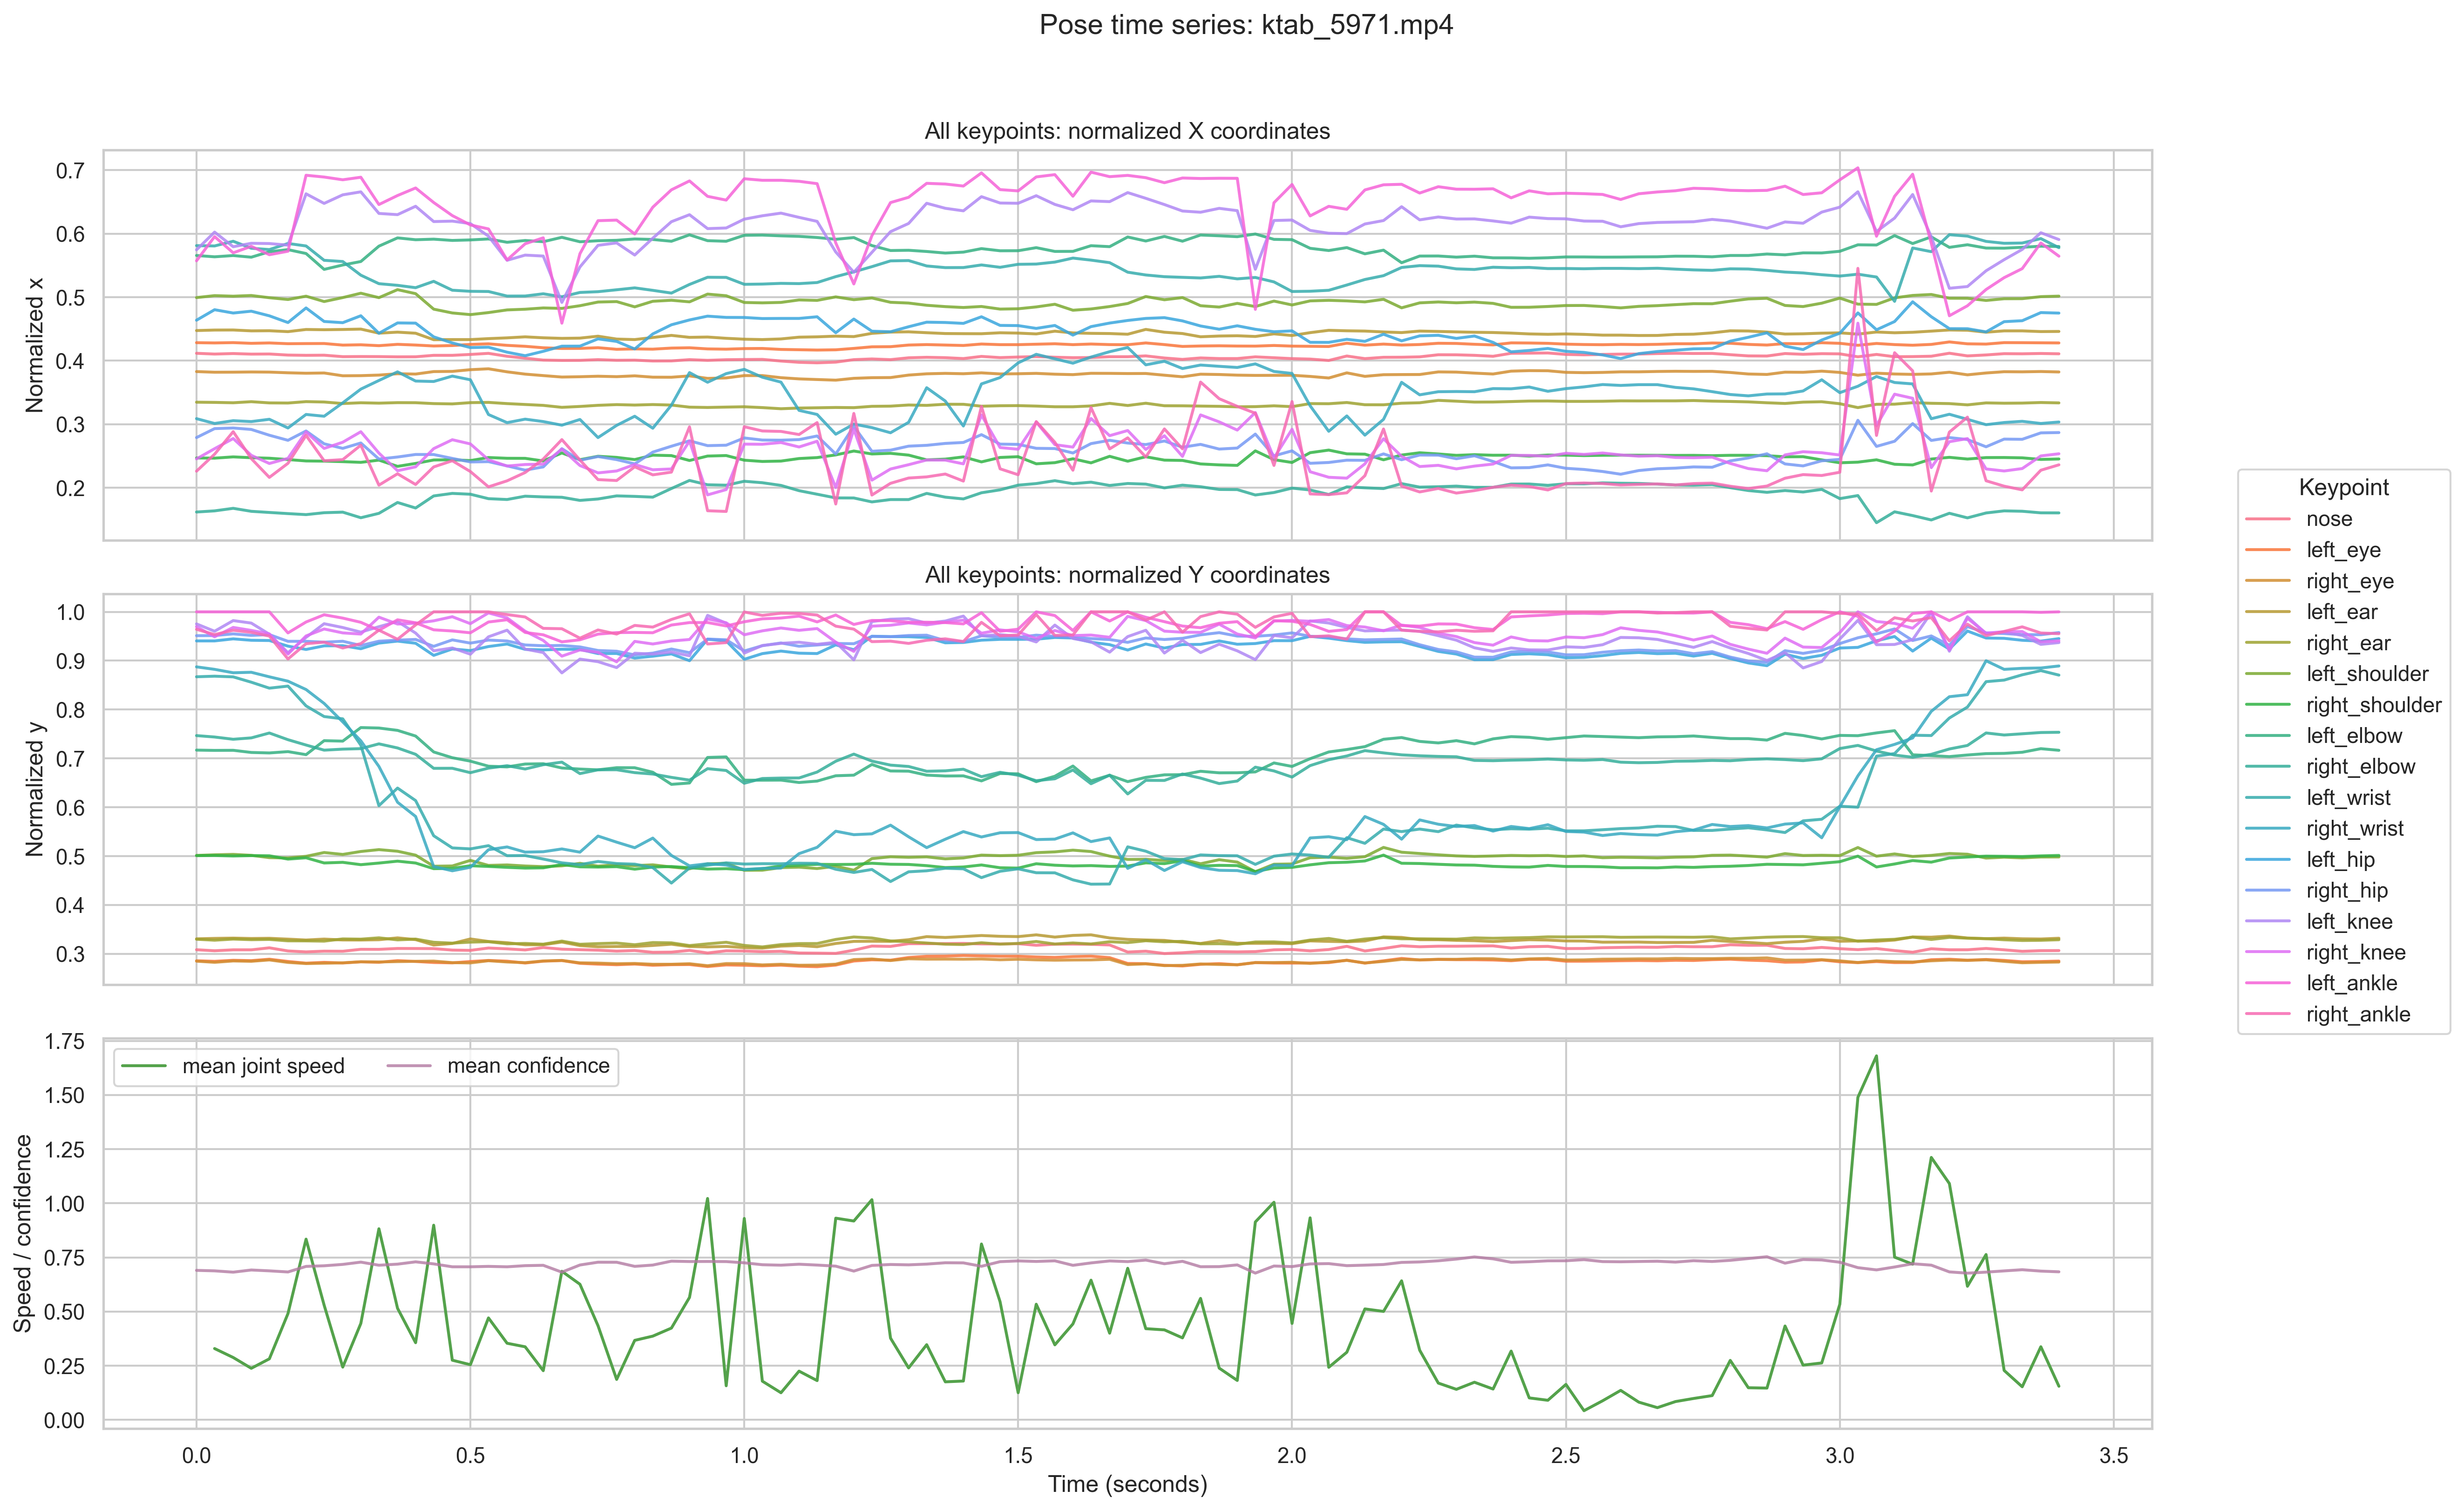 Pose time series: ktab_5971.mp4
All keypoints: normalized X coordinates
Normalized x
0.7
0.6
0.5
0.4
0.3
0.2
All keypoints: normalized Y coordinates
Normalized y
1.0
0.9
0.8
0.7
0.6
0.5
0.4
0.3
Keypoint
nose
left_eye
right_eye
left_ear
right_ear
left_shoulder
right_shoulder
left_elbow
right_elbow
left_wrist
right_wrist
left_hip
right_hip
left_knee
right_knee
left_ankle
right_ankle
mean joint speed
mean confidence
Speed / confidence
1.75
1.50
1.25
1.00
0.75
0.50
0.25
0.00
0.0 0.5 1.0 1.5 2.0 2.5 3.0 3.5
Time (seconds)